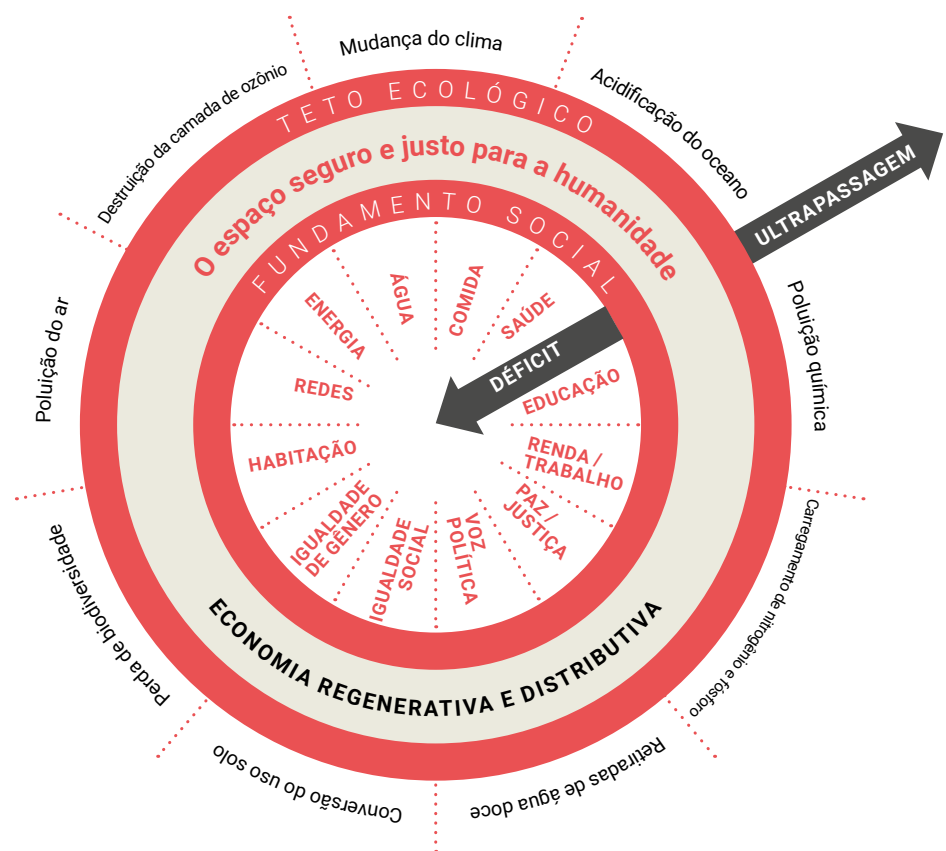 Mudança do clima
Acidificação do oceano
Poluição química
Carregamento de nitrogênio e fósforo
Retiradas de água doce
Conversão do uso solo
Perda de biodiversidade
Poluição do ar
Destruição da camada de ozônio
TETO ECOLÓGICO
O espaço seguro e justo para a humanidade
FUNDAMENTO SOCIAL
ULTRAPASSAGEM
DÉFICIT
ÁGUA
COMIDA
SAÚDE
EDUCAÇÃO
RENDA /
TRABALHO
PAZ /
JUSTIÇA
VOZ
POLÍTICA
IGUALDADE
SOCIAL
IGUALDADE
DE GÊNERO
HABITAÇÃO
REDES
ENERGIA
ECONOMIA REGENERATIVA E DISTRIBUTIVA